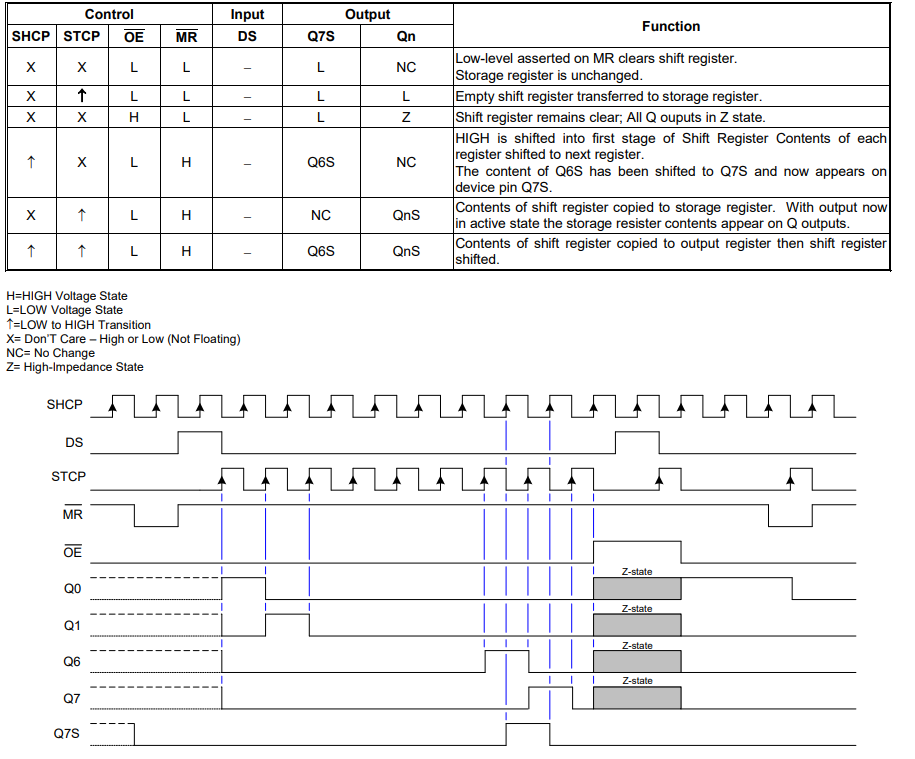 Control Input Output Function
SHCP STCP OE MR DS Q7S Qn
X X L L – L NC Low-level asserted on MR clears shift register.
Storage register is unchanged.
X ↑ L L – L L Empty shift register transferred to storage register.
X X H L – L Z Shift register remains clear; All Q ouputs in Z state.
↑ X L H – Q6S NC HIGH is shifted into first stage of Shift Register Contents of each
register shifted to next register.
The content of Q6S has been shifted to Q7S and now appears on
device pin Q7S.
X ↑ L H – NC QnS Contents of shift register copied to storage register. With output now
in active state the storage resister contents appear on Q outputs.
↑ ↑ L H – Q6S QnS Contents of shift register copied to output register then shift register
shifted.
H=HIGH Voltage State
L=LOW Voltage State
↑=LOW to HIGH Transition
X= Don'T Care – High or Low (Not Floating)
NC= No Change
Z= High-Impedance State
SHCP
DS
STCP
MR
OE
Z-state
Q0
Z-state
Q1
Z-state
Q6
Z-state
Q7
Q7S